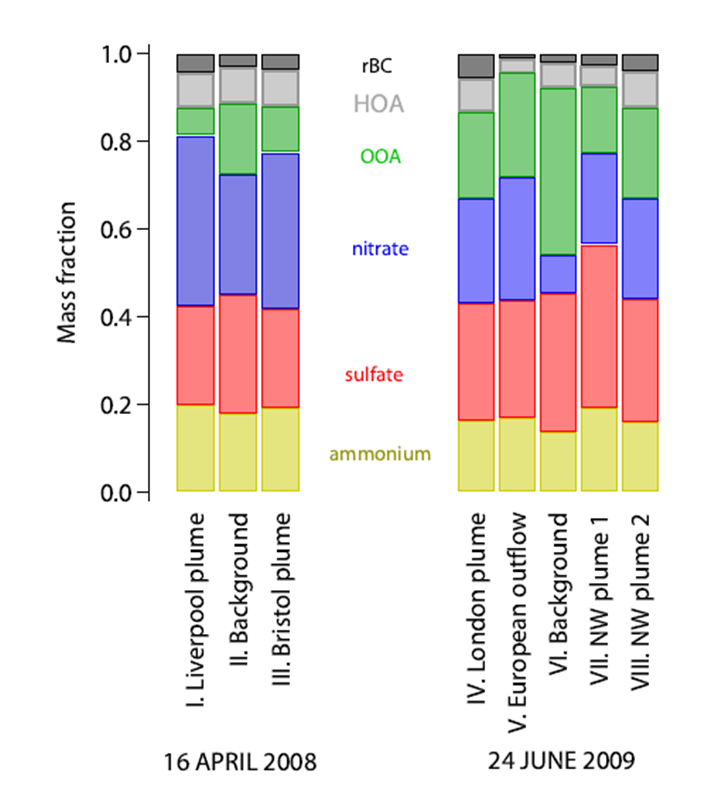 1.0
0.8
0.6
0.4
0.2
0.0
Mass fraction
rBC
HOA
OOA
nitrate
sulfate
ammonium
I. Liverpool plume
II. Background
III. Bristol plume
IV. London plume
V. European outflow
VI. Background
VII. NW plume 1
VIII. NW plume 2
16 APRIL 2008
24 JUNE 2009